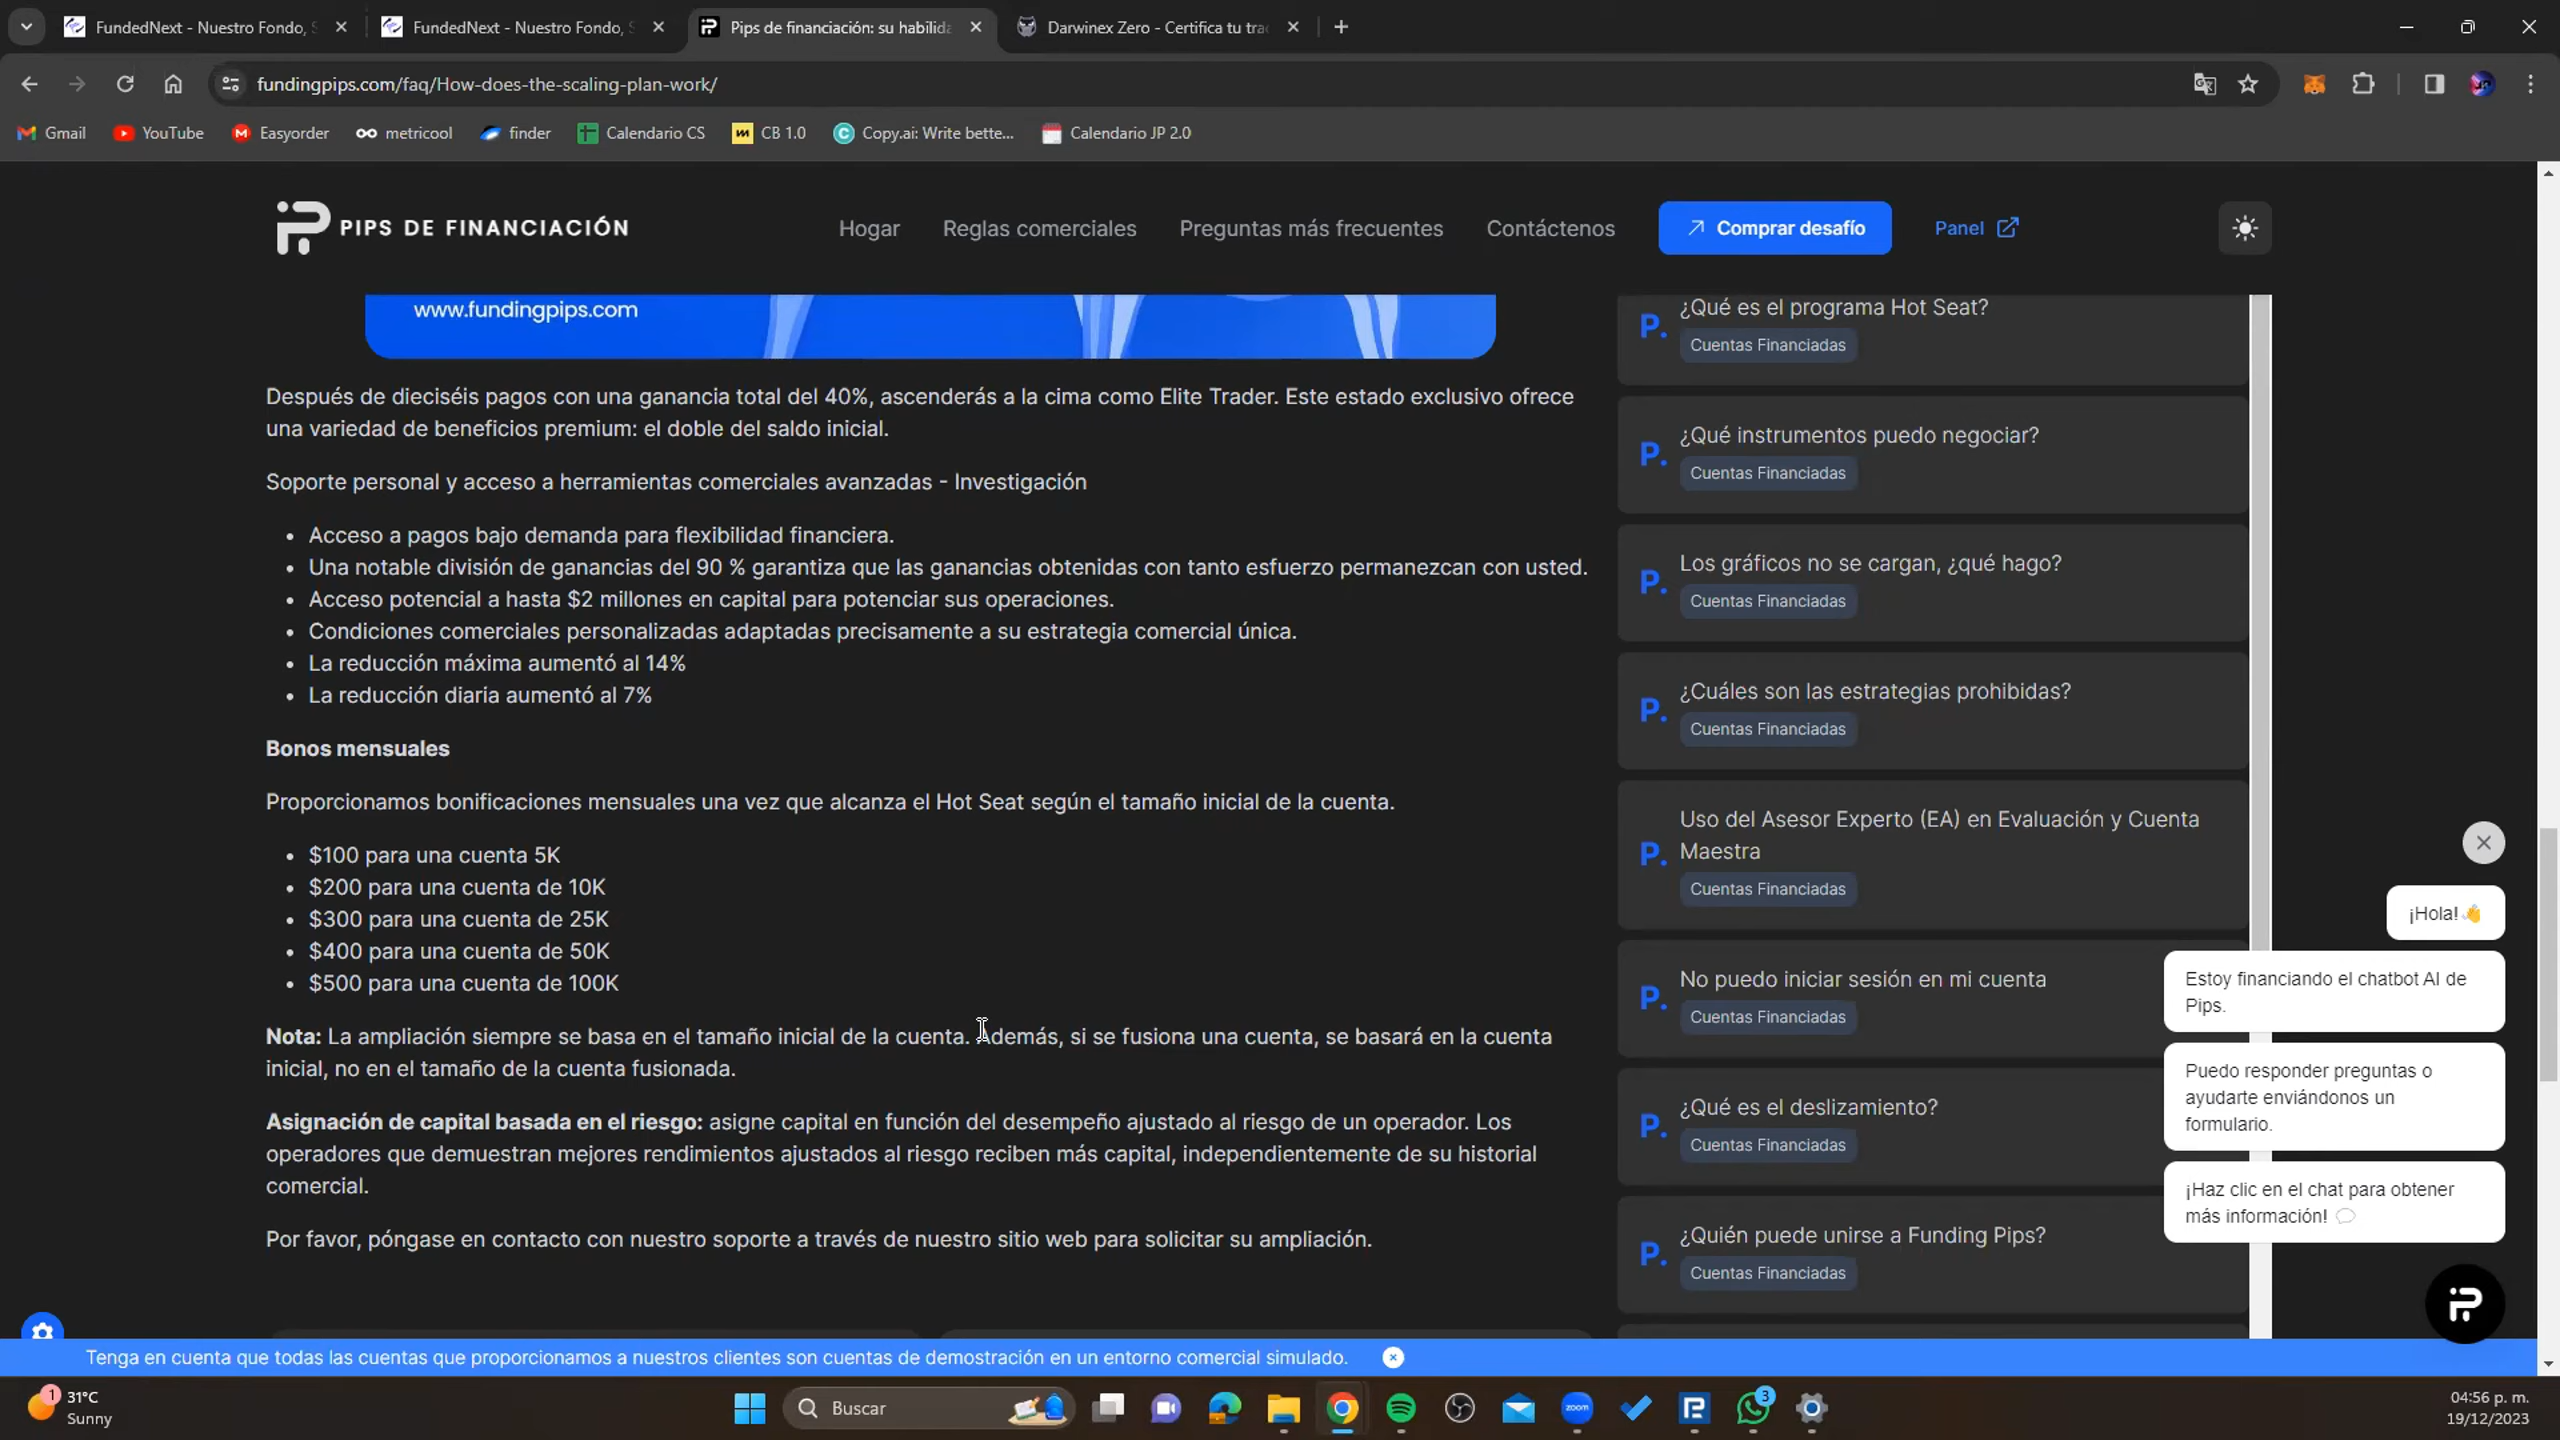 FundedNext - Nuestro Fondo, S
FundedNext - Nuestro Fondo, S
Pips de financiación: su habilida
Darwinex Zero - Certifica tu tra
fundingpips.com/faq/How-does-the-scaling-plan-work/
Gmail
YouTube
Easyorder
metricool
finder
Calendario CS
CB 1.0
Copy.ai: Write bette...
Calendario JP 2.0
PIPS DE FINANCIACIÓN
Hogar
Reglas comerciales
Preguntas más frecuentes
Contáctenos
Comprar desafío
Panel
www.fundingpips.com
Después de dieciséis pagos con una ganancia total del 40%, ascenderás a la cima como Elite Trader. Este estado exclusivo ofrece
una variedad de beneficios premium: el doble del saldo inicial.
Soporte personal y acceso a herramientas comerciales avanzadas - Investigación
• Acceso a pagos bajo demanda para flexibilidad financiera.
• Una notable división de ganancias del 90 % garantiza que las ganancias obtenidas con tanto esfuerzo permanezcan con usted.
• Acceso potencial a hasta $2 millones en capital para potenciar sus operaciones.
• Condiciones comerciales personalizadas adaptadas precisamente a su estrategia comercial única.
• La reducción máxima aumentó al 14%
• La reducción diaria aumentó al 7%
Bonos mensuales
Proporcionamos bonificaciones mensuales una vez que alcanza el Hot Seat según el tamaño inicial de la cuenta.
• $100 para una cuenta 5K
• $200 para una cuenta de 10K
• $300 para una cuenta de 25K
• $400 para una cuenta de 50K
• $500 para una cuenta de 100K
Nota: La ampliación siempre se basa en el tamaño inicial de la cuenta. Además, si se fusiona una cuenta, se basará en la cuenta
inicial, no en el tamaño de la cuenta fusionada.
Asignación de capital basada en el riesgo: asigne capital en función del desempeño ajustado al riesgo de un operador. Los
operadores que demuestran mejores rendimientos ajustados al riesgo reciben más capital, independientemente de su historial
comercial.
Por favor, póngase en contacto con nuestro soporte a través de nuestro sitio web para solicitar su ampliación.
P.
¿Qué es el programa Hot Seat?
Cuentas Financiadas
P.
¿Qué instrumentos puedo negociar?
Cuentas Financiadas
P.
Los gráficos no se cargan, ¿qué hago?
Cuentas Financiadas
P.
¿Cuáles son las estrategias prohibidas?
Cuentas Financiadas
P.
Uso del Asesor Experto (EA) en Evaluación y Cuenta
Maestra
Cuentas Financiadas
P.
No puedo iniciar sesión en mi cuenta
Cuentas Financiadas
P.
¿Qué es el deslizamiento?
Cuentas Financiadas
P.
¿Quién puede unirse a Funding Pips?
Cuentas Financiadas
¡Hola!👋
Estoy financiando el chatbot AI de
Pips.
Puedo responder preguntas o
ayudarte enviándonos un
formulario.
¡Haz clic en el chat para obtener
más información! 💬
Tenga en cuenta que todas las cuentas que proporcionamos a nuestros clientes son cuentas de demostración en un entorno comercial simulado.
1
31°C
Sunny
Buscar
zoom
3
04:56 p. m.
19/12/2023